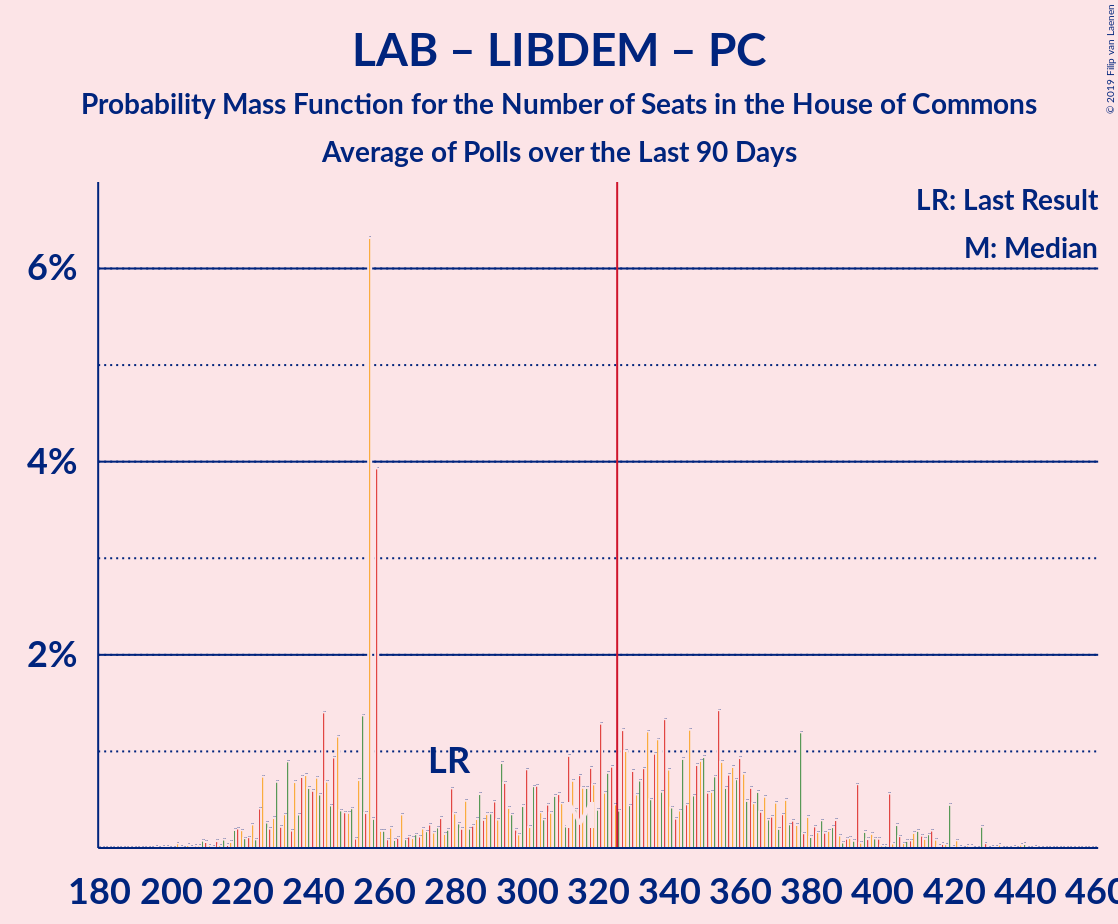 LAB – LIBDEM – PC
Probability Mass Function for the Number of Seats in the House of Commons
Average of Polls over the Last 90 Days
© 2019 Filip van Laenen
LR: Last Result
M: Median
6%
4%
2%
LR
M
180 200 220 240 260 280 300 320 340 360 380 400 420 440 460